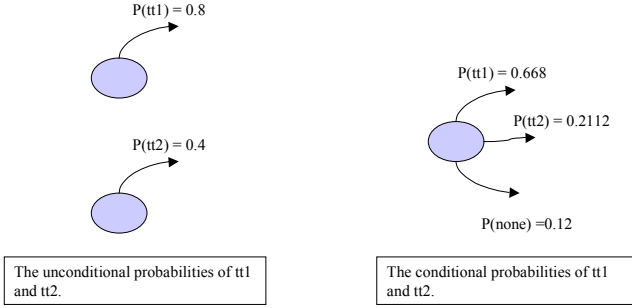 P(tt1) = 0.8
P(tt2) = 0.4
The unconditional probabilities of tt1
and tt2.
P(tt1) = 0.668
P(tt2) = 0.2112
P(none) =0.12
The conditional probabilities of tt1
and tt2.